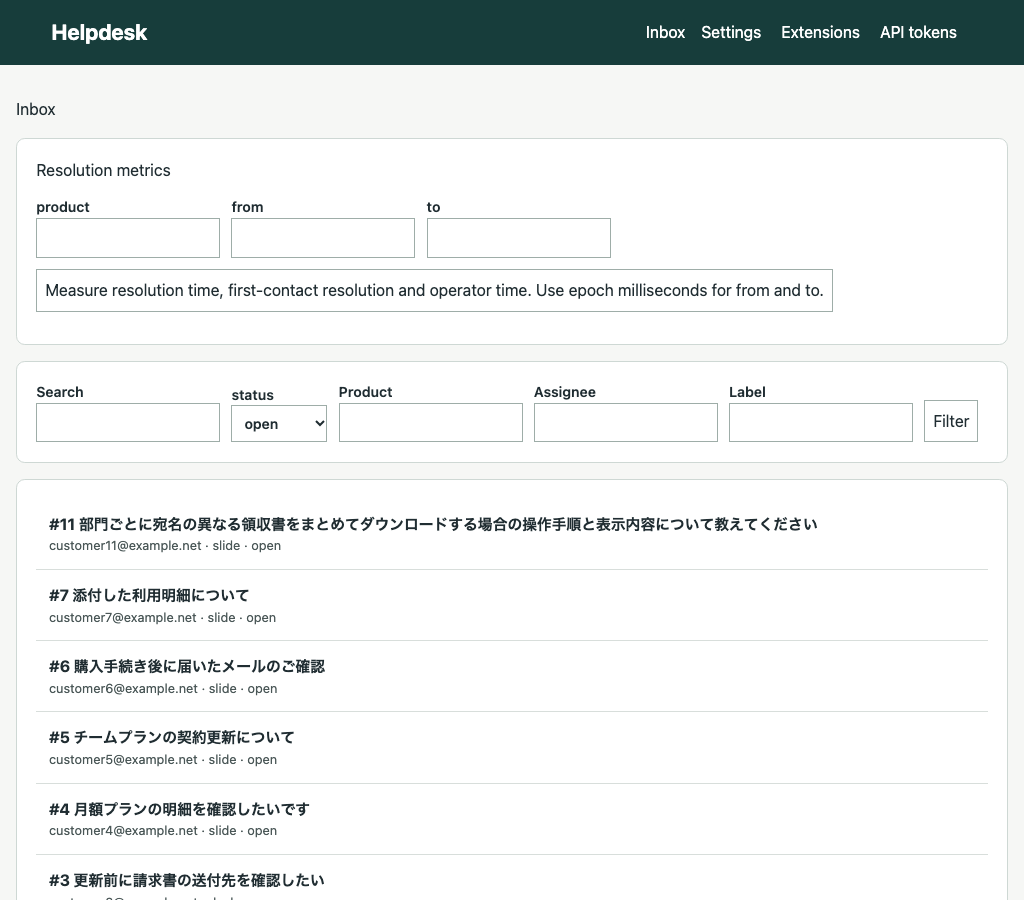 Helpdesk
Inbox Settings Extensions API tokens
Inbox
Resolution metrics
product from to
Measure resolution time, first-contact resolution and operator time. Use epoch milliseconds for from and to.
Search status Product Assignee Label
open Filter
#11 部門ごとに宛名の異なる領収書をまとめてダウンロードする場合の操作手順と表示内容について教えてください
customer11@example.net · slide · open
#7 添付した利用明細について
customer7@example.net · slide · open
#6 購入手続き後に届いたメールのご確認
customer6@example.net · slide · open
#5 チームプランの契約更新について
customer5@example.net · slide · open
#4 月額プランの明細を確認したいです
customer4@example.net · slide · open
#3 更新前に請求書の送付先を確認したい